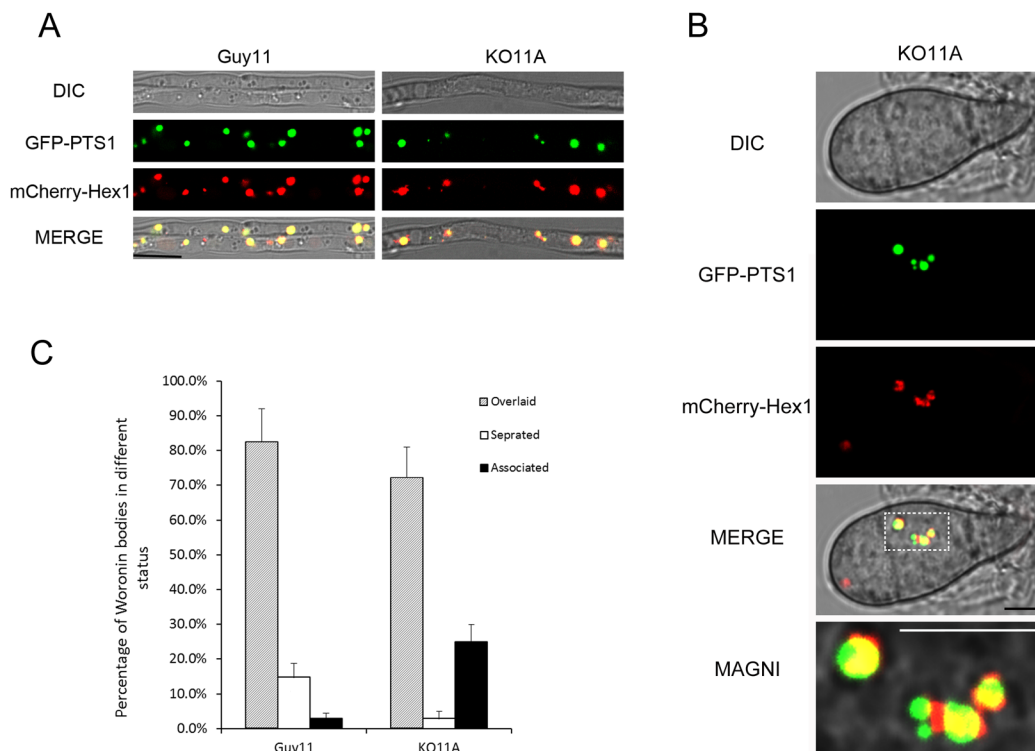 A
Guy11
KO11A
DIC
GFP-PTS1
mCherry-Hex1
MERGE
B
KO11A
DIC
GFP-PTS1
mCherry-Hex1
MERGE
MAGNI
C
Percentage of Woronin bodies in different
status
100.0%
90.0%
80.0%
70.0%
60.0%
50.0%
40.0%
30.0%
20.0%
10.0%
0.0%
Overlaid
Seprated
Associated
Guy11
KO11A